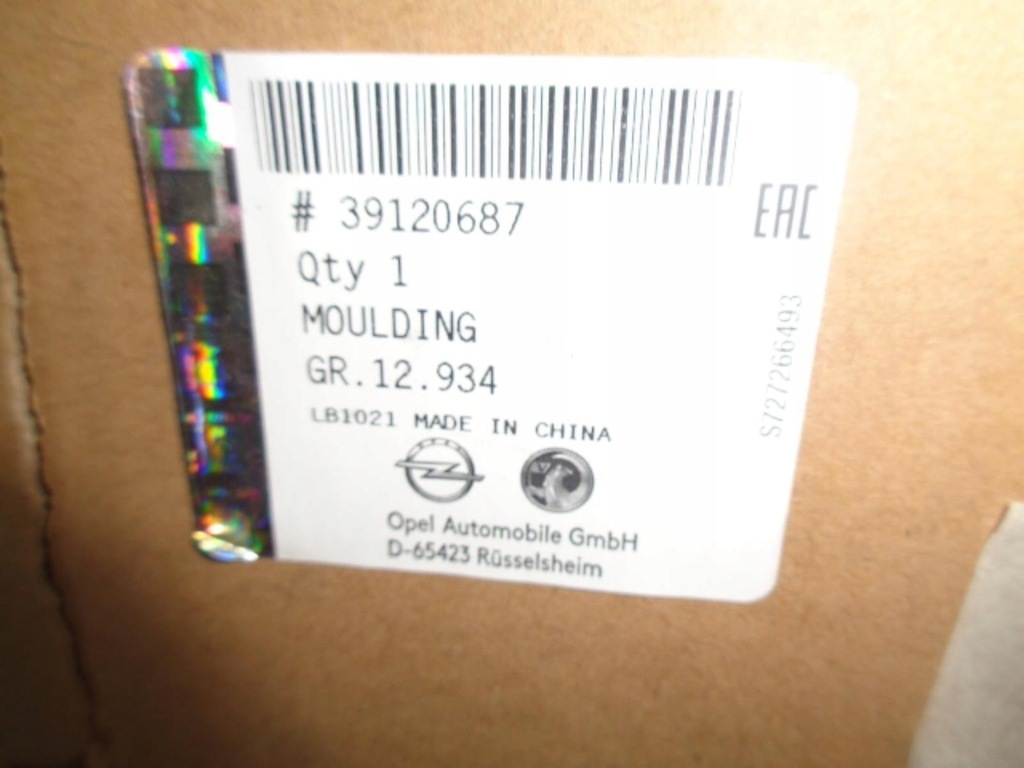 # 39120687
Qty 1
MOULDING
GR.12.934
LB1021 MADE IN CHINA
Opel Automobile GmbH
D-65423 Rüsselsheim
EAC
S727266493